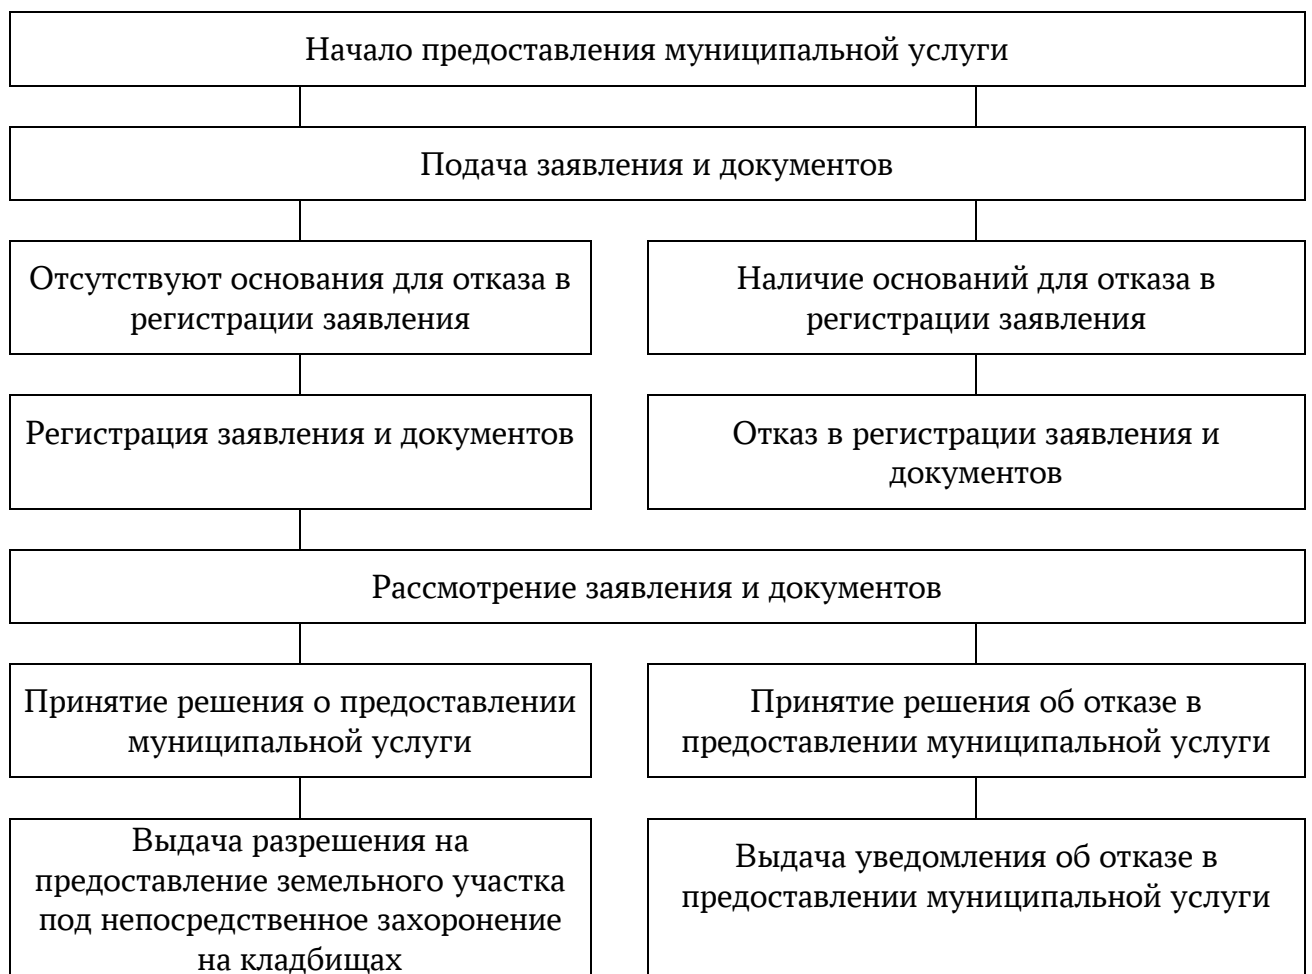 Начало предоставления муниципальной услуги
Подача заявления и документов
Отсутствуют основания для отказа в
регистрации заявления
Наличие оснований для отказа в
регистрации заявления
Регистрация заявления и документов
Отказ в регистрации заявления и
документов
Рассмотрение заявления и документов
Принятие решения о предоставлении
муниципальной услуги
Принятие решения об отказе в
предоставлении муниципальной услуги
Выдача разрешения на
предоставление земельного участка
под непосредственное захоронение
на кладбищах
Выдача уведомления об отказе в
предоставлении муниципальной услуги